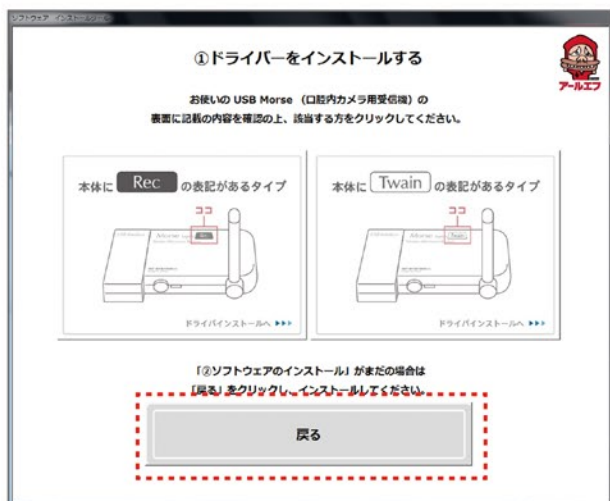 ソフトウェア インストールツール
①ドライバーをインストールする
アールエフ
お使いの USB Morse （口腔内カメラ用受信機）の
表面に記載の内容を確認の上、該当する方をクリックしてください。
本体に Rec の表記があるタイプ
ココ
Morse
Rec
ドライバインストールへ ▶▶▶
本体に Twain の表記があるタイプ
ココ
Morse
Twain
ドライバインストールへ ▶▶▶
「②ソフトウェアのインストール」がまだの場合は
「戻る」をクリックし、インストールしてください。
戻る